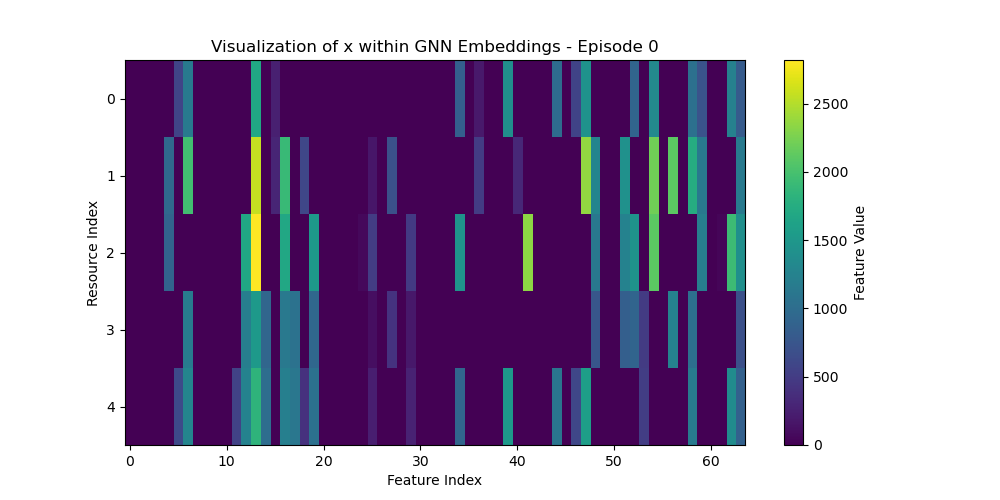 Visualization of x within GNN Embeddings - Episode 0
Resource Index
0
1
2
3
4
0 10 20 30 40 50 60
Feature Index
2500
2000
1500
1000
500
0
Feature Value